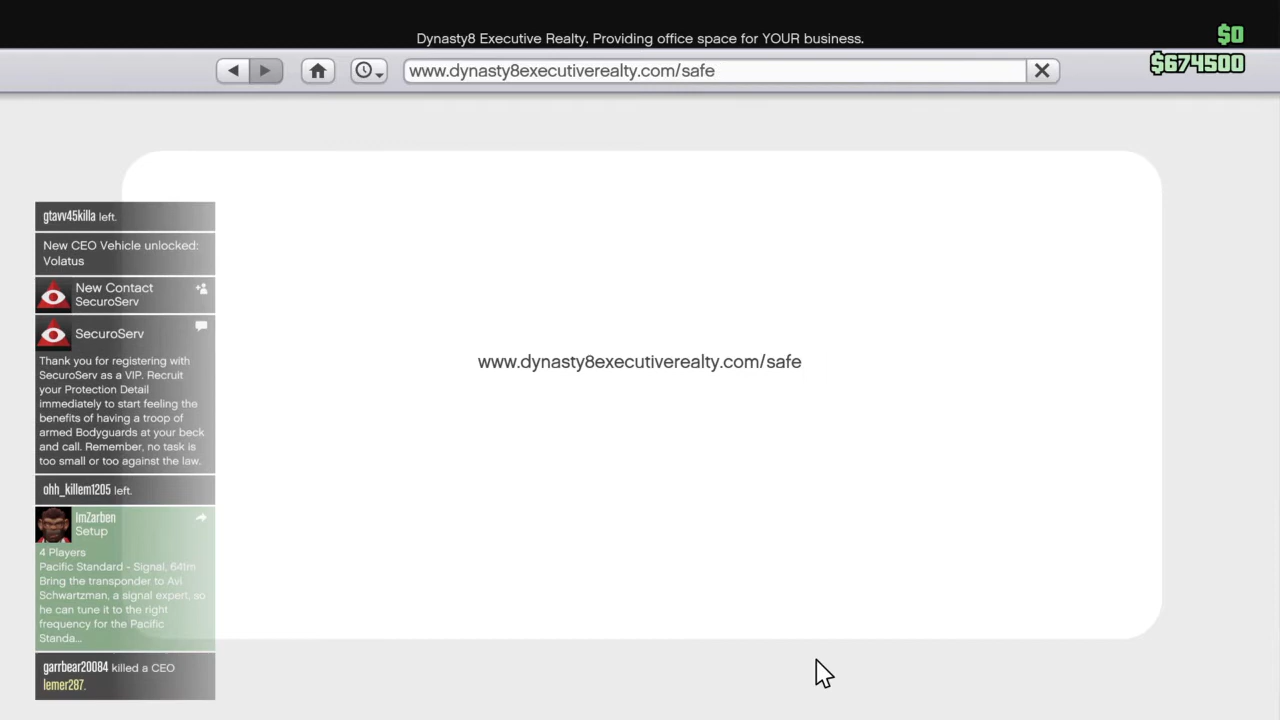 Dynasty8 Executive Realty. Providing office space for YOUR business.
$0
$674500
www.dynasty8executiverealty.com/safe
gtavv45killa left.
New CEO Vehicle unlocked:
Volatus
New Contact
SecuroServ
SecuroServ
Thank you for registering with
SecuroServ as a VIP. Recruit
your Protection Detail
immediately to start feeling the
benefits of having a troop of
armed Bodyguards at your beck
and call. Remember, no task is
too small or too against the law.
www.dynasty8executiverealty.com/safe
ohh_killem1205 left.
ImZarben
Setup
4 Players
Pacific Standard - Signal, 641m
Bring the transponder to Avi
Schwartzman, a signal expert, so
he can tune it to the right
frequency for the Pacific
Standa...
garrbear20084 killed a CEO
lemer287.